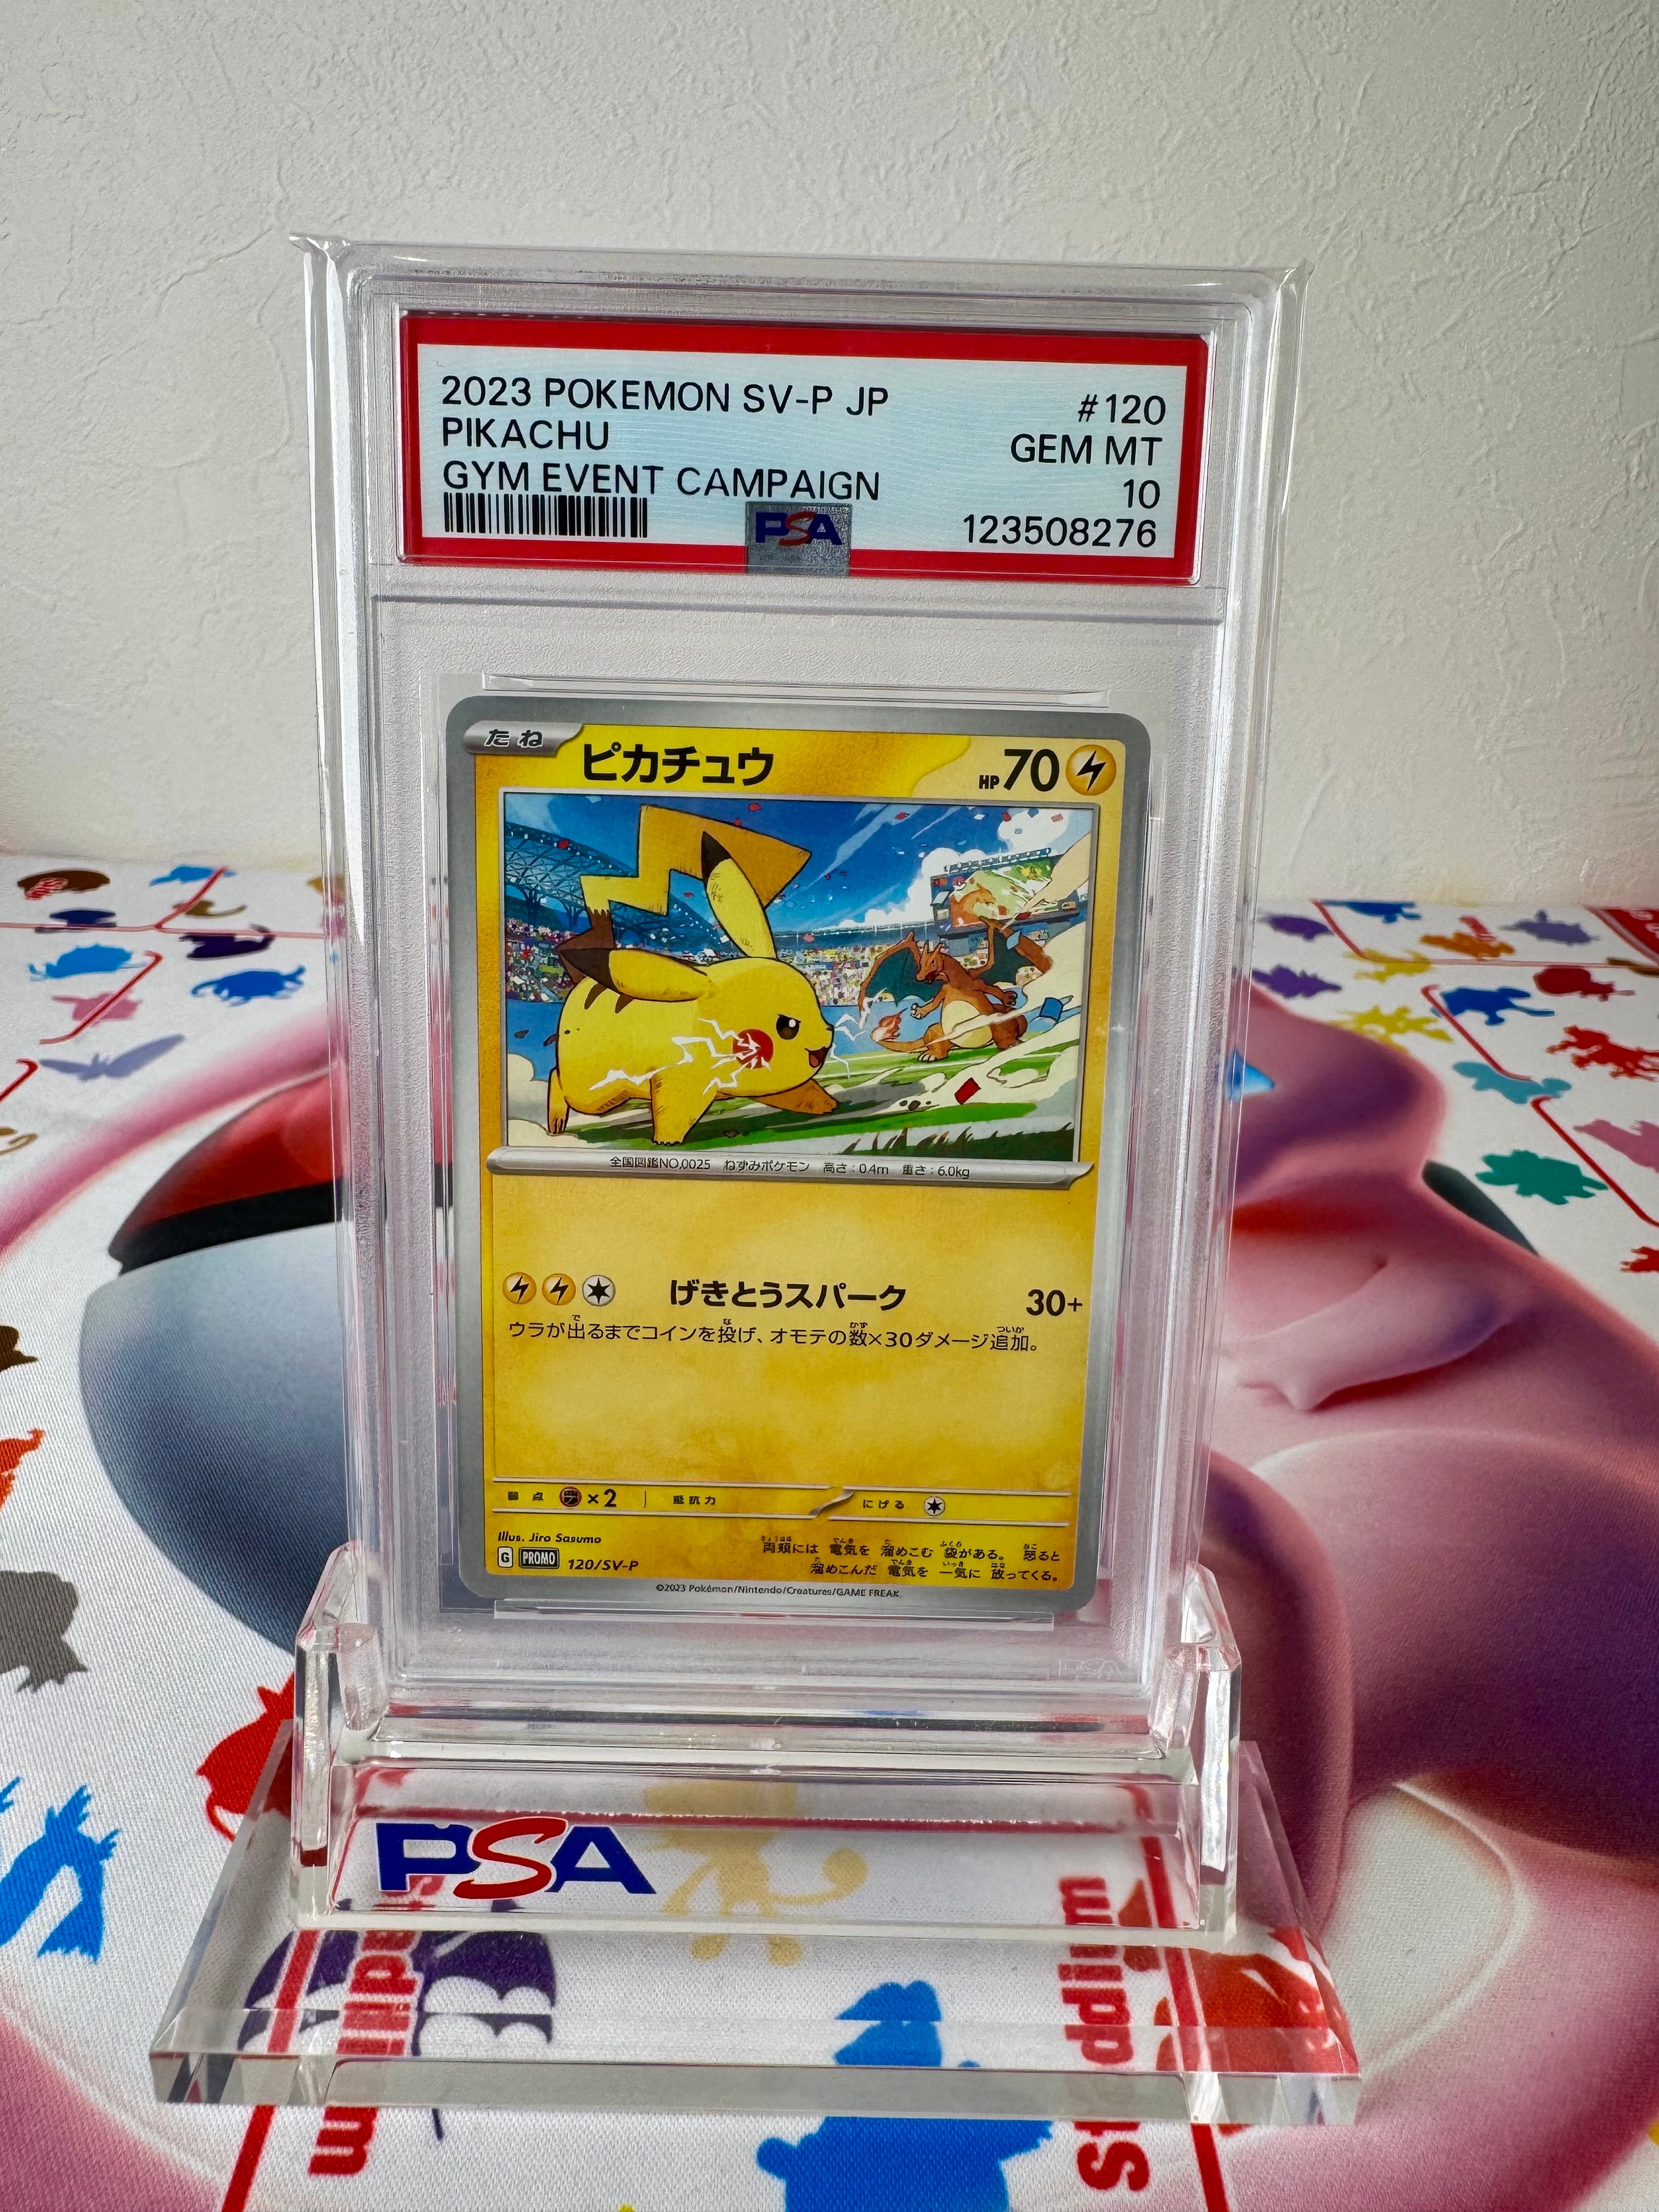 2023 POKEMON SV-P JP #120
PIKACHU GEM MT
GYM EVENT CAMPAIGN 10
PSA 123508276
たね ピカチュウ HP70
全国図鑑NO.0025 ねずみポケモン 高さ:0.4m 重さ:6.0kg
げきとうスパーク 30+
ウラが出るまでコインを投げ、オモテの数×30ダメージ追加。
弱点 ×2 抵抗力 にげる
Illus. Jiro Sasumo
両頬には 電気を 溜めこむ 袋がある。 怒ると
溜めこんだ 電気を 一気に 放ってくる。
G PROMO 120/SV-P
©2023 Pokémon/Nintendo/Creatures/GAME FREAK.
PSA
PSA